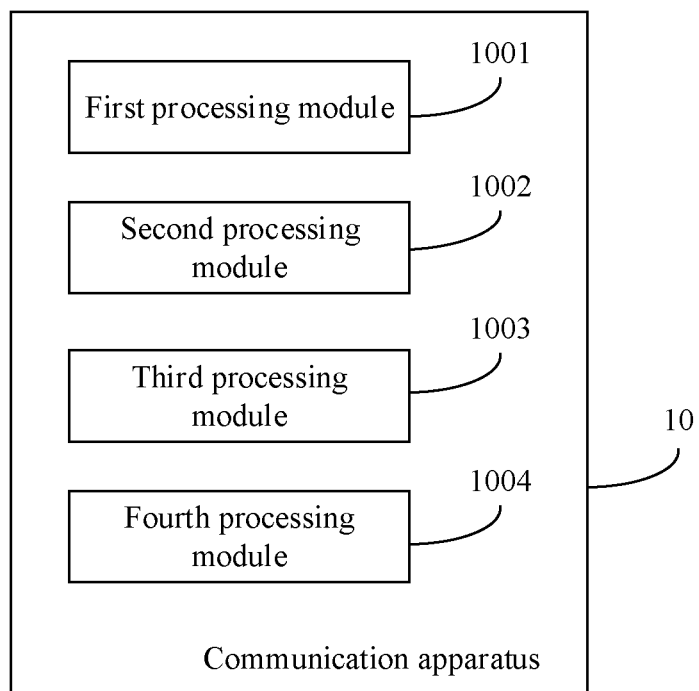 1001
First processing module
1002
Second processing
module
1003
Third processing
module
10
1004
Fourth processing
module
Communication apparatus